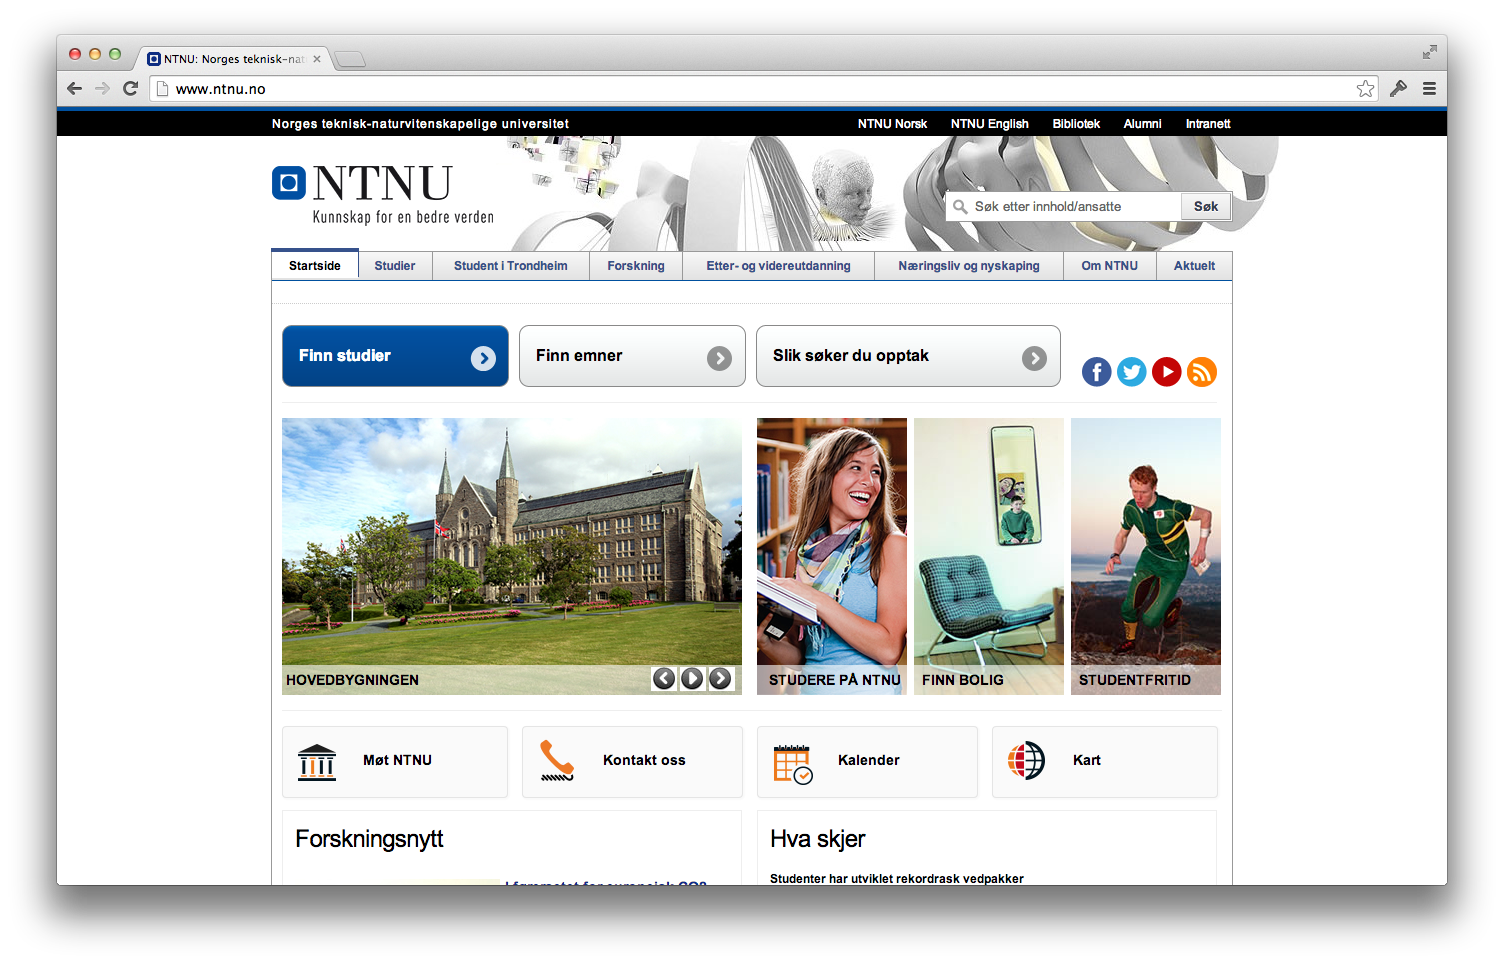 NTNU: Norges teknisk-nat
www.ntnu.no
Norges teknisk-naturvitenskapelige universitet
NTNU Norsk NTNU English Bibliotek Alumni Intranett
NTNU
Kunnskap for en bedre verden
Søk etter innhold/ansatte Søk
Startside Studier Student i Trondheim Forskning Etter- og videreutdanning Næringsliv og nyskaping Om NTNU Aktuelt
Finn studier Finn emner Slik søker du opptak
HOVEDBYGNINGEN STUDERE PÅ NTNU FINN BOLIG STUDENTFRITID
Møt NTNU Kontakt oss Kalender Kart
Forskningsnytt Hva skjer
Studenter har utviklet rekordrask vedpakker